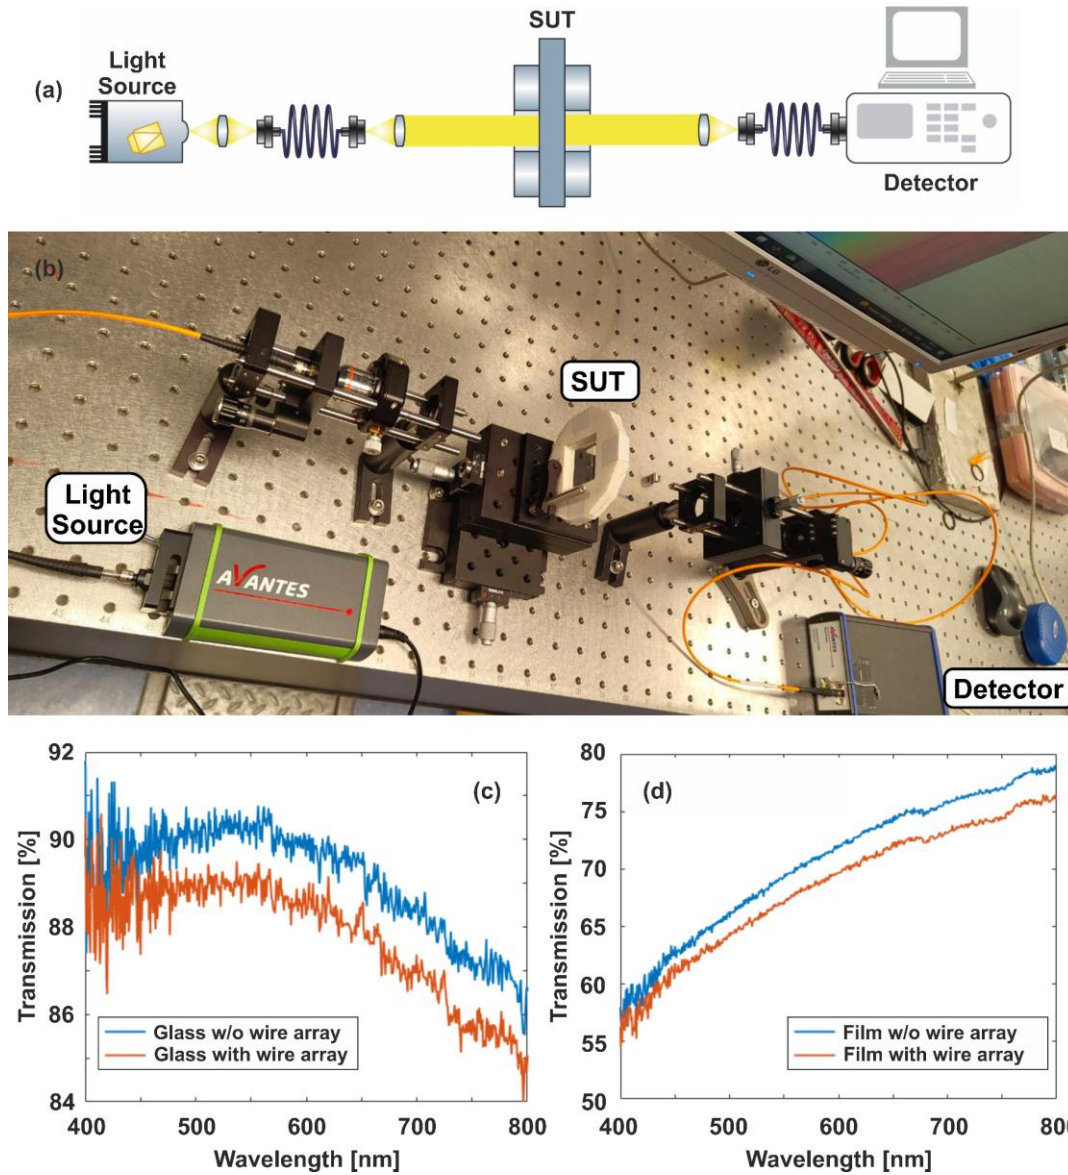 SUT
Light
Source
(a)
Detector
(b)
LG
SUT
Light
Source
AVANTES
AVANTES
Detector
92
90
88
86
84
Transmission [%]
(c)
Glass w/o wire array
Glass with wire array
400
500
600
700
800
Wavelength [nm]
80
75
70
65
60
55
50
Transmission [%]
(d)
Film w/o wire array
Film with wire array
400
500
600
700
800
Wavelength [nm]